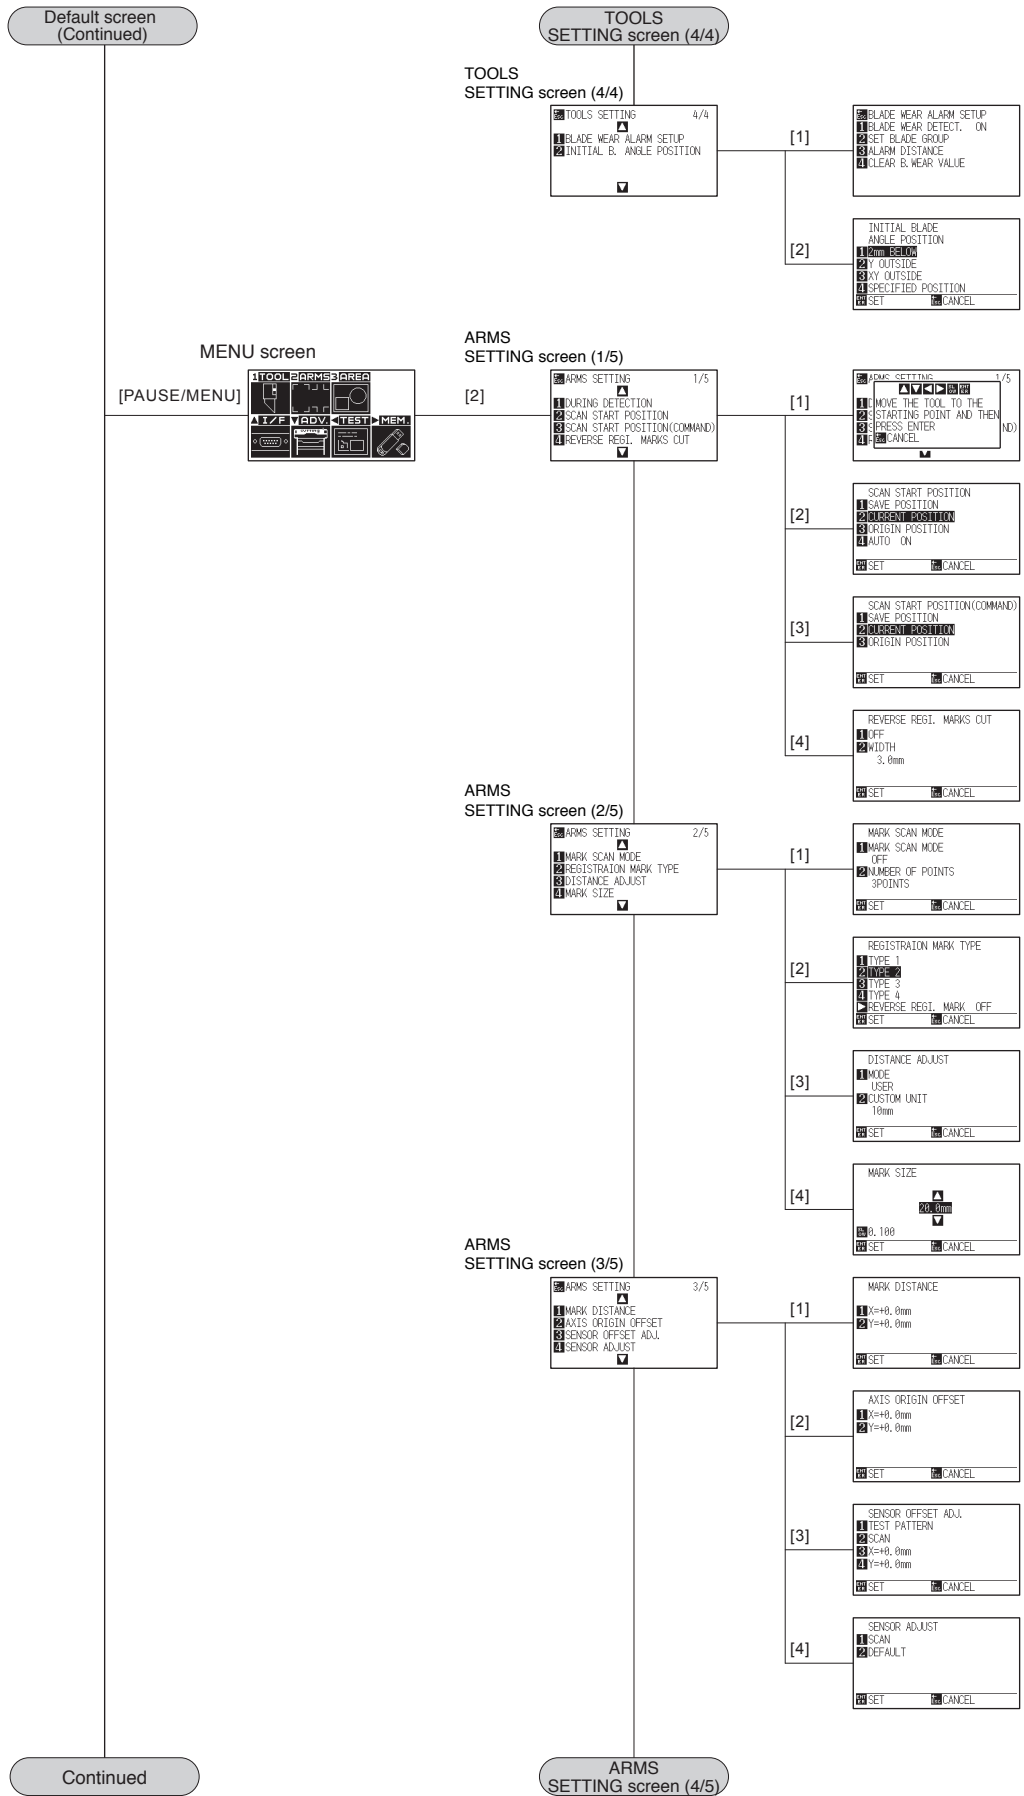 Default screen
(Continued)
TOOLS
SETTING screen (4/4)
TOOLS
SETTING screen (4/4)
TOOLS SETTING 4/4
1 BLADE WEAR ALARM SETUP
2 INITIAL B. ANGLE POSITION
[1]
BLADE WEAR ALARM SETUP
1 BLADE WEAR DETECT. ON
2 SET BLADE GROUP
3 ALARM DISTANCE
4 CLEAR B.WEAR VALUE
[2]
INITIAL BLADE
ANGLE POSITION
1 2mm BELOW
2 Y OUTSIDE
3 XY OUTSIDE
4 SPECIFIED POSITION
SET CANCEL
MENU screen
[PAUSE/MENU]
1 TOOL 2 ARMS 3 AREA
▲ I/F ▼ ADV. ◀ TEST ▶ MEM.
[2]
ARMS
SETTING screen (1/5)
ARMS SETTING 1/5
1 DURING DETECTION
2 SCAN START POSITION
3 SCAN START POSITION(COMMAND)
4 REVERSE REGI. MARKS CUT
[1]
ARMS SETTING 1/5
MOVE THE TOOL TO THE
STARTING POINT AND THEN
PRESS ENTER
CANCEL
ND)
[2]
SCAN START POSITION
1 SAVE POSITION
2 CURRENT POSITION
3 ORIGIN POSITION
4 AUTO ON
SET CANCEL
[3]
SCAN START POSITION(COMMAND)
1 SAVE POSITION
2 CURRENT POSITION
3 ORIGIN POSITION
SET CANCEL
[4]
REVERSE REGI. MARKS CUT
1 OFF
2 WIDTH
3.0mm
SET CANCEL
ARMS
SETTING screen (2/5)
ARMS SETTING 2/5
1 MARK SCAN MODE
2 REGISTRAION MARK TYPE
3 DISTANCE ADJUST
4 MARK SIZE
[1]
MARK SCAN MODE
1 MARK SCAN MODE
OFF
2 NUMBER OF POINTS
3POINTS
SET CANCEL
[2]
REGISTRAION MARK TYPE
1 TYPE 1
2 TYPE 2
3 TYPE 3
4 TYPE 4
▶ REVERSE REGI. MARK OFF
SET CANCEL
[3]
DISTANCE ADJUST
1 MODE
USER
2 CUSTOM UNIT
10mm
SET CANCEL
[4]
MARK SIZE
20.0mm
0.100
SET CANCEL
ARMS
SETTING screen (3/5)
ARMS SETTING 3/5
1 MARK DISTANCE
2 AXIS ORIGIN OFFSET
3 SENSOR OFFSET ADJ.
4 SENSOR ADJUST
[1]
MARK DISTANCE
1 X=+0.0mm
2 Y=+0.0mm
SET CANCEL
[2]
AXIS ORIGIN OFFSET
1 X=+0.0mm
2 Y=+0.0mm
SET CANCEL
[3]
SENSOR OFFSET ADJ.
1 TEST PATTERN
2 SCAN
3 X=+0.0mm
4 Y=+0.0mm
SET CANCEL
[4]
SENSOR ADJUST
1 SCAN
2 DEFAULT
SET CANCEL
Continued
ARMS
SETTING screen (4/5)